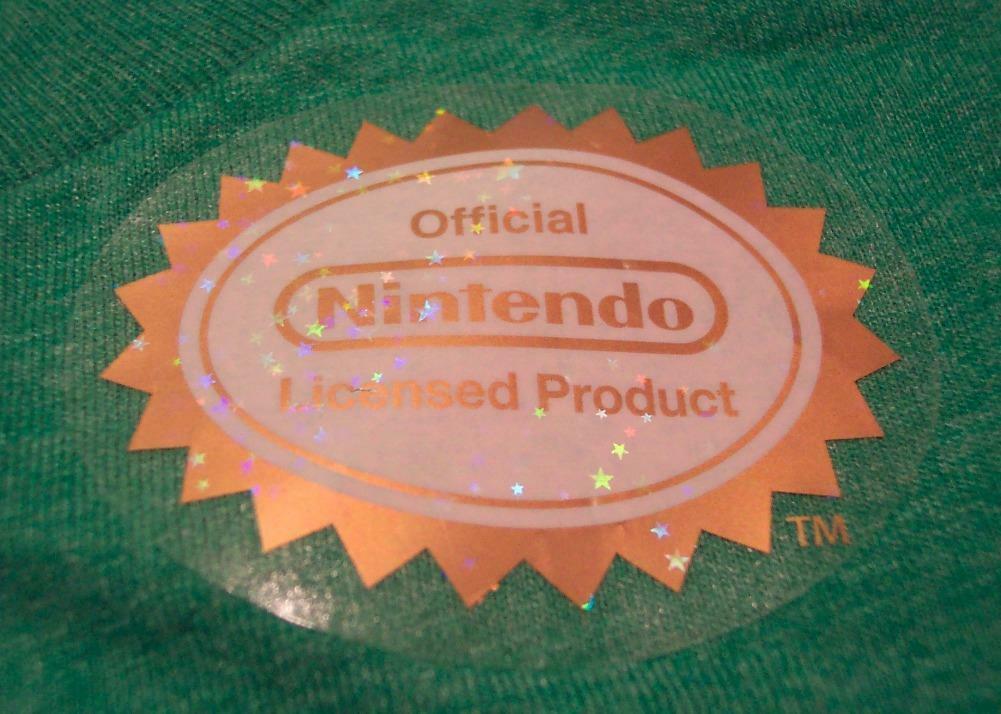 Official
Nintendo
Licensed Product
TM